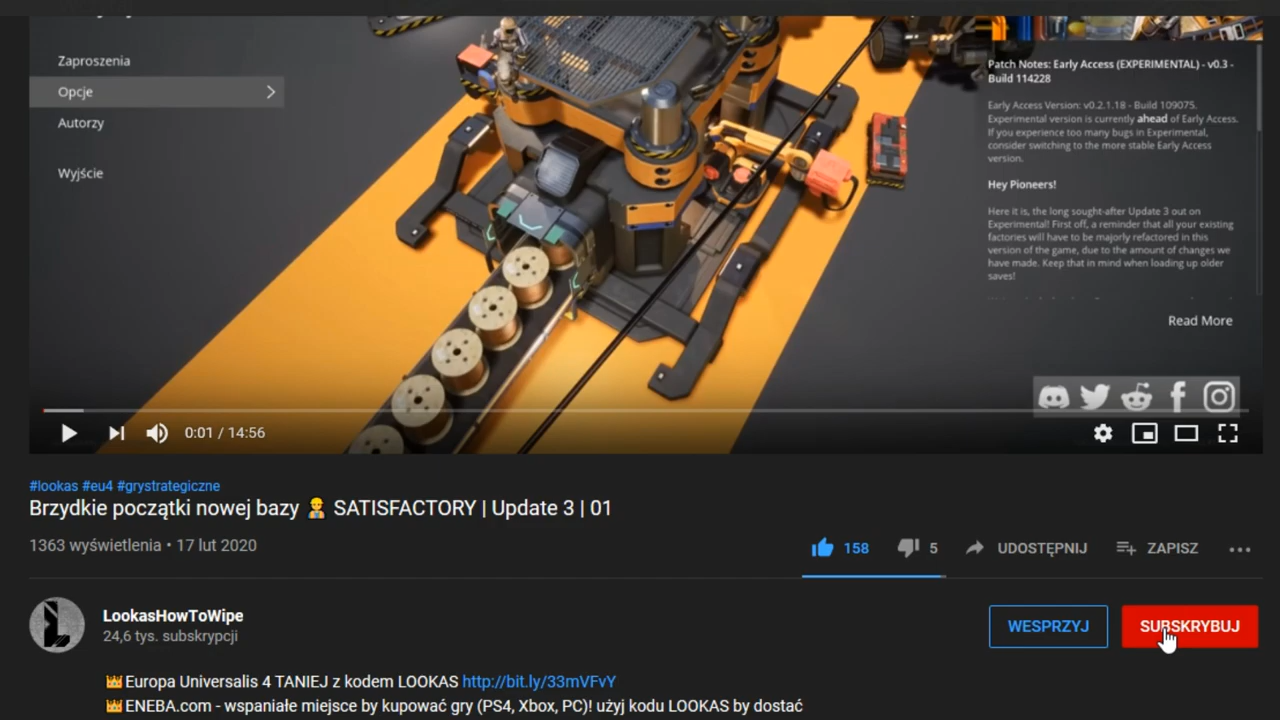 Zaproszenia
Opcje
Autorzy
Wyjście
Patch Notes: Early Access (EXPERIMENTAL) - v0.3 -
Build 114228
Early Access Version: v0.2.1.18 - Build 109075.
Experimental version is currently ahead of Early Access.
If you experience too many bugs in Experimental,
consider switching to the more stable Early Access
version.
Hey Pioneers!
Here it is, the long sought-after Update 3 out on
Experimental! First off, a reminder that all your existing
factories will have to be majorly refactored in this
version of the game, due to the amount of changes we
have made. Keep that in mind when loading up older
saves!
Read More
0:01 / 14:56
#lookas #eu4 #grystrategiczne
Brzydkie początki nowej bazy 👷 SATISFACTORY | Update 3 | 01
1363 wyświetlenia • 17 lut 2020
158
5
UDOSTĘPNIJ
ZAPISZ
LookasHowToWipe
24,6 tys. subskrypcji
WESPRZYJ
SUBSKRYBUJ
👑Europa Universalis 4 TANIEJ z kodem LOOKAS http://bit.ly/33mVFvY
👑ENEBA.com - wspaniałe miejsce by kupować gry (PS4, Xbox, PC)! użyj kodu LOOKAS by dostać